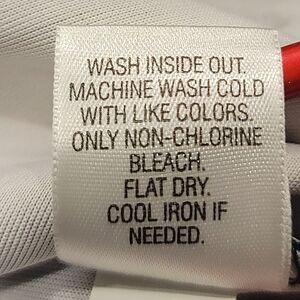 WASH INSIDE OUT.
MACHINE WASH COLD
WITH LIKE COLORS.
ONLY NON-CHLORINE
BLEACH.
FLAT DRY.
COOL IRON IF
NEEDED.